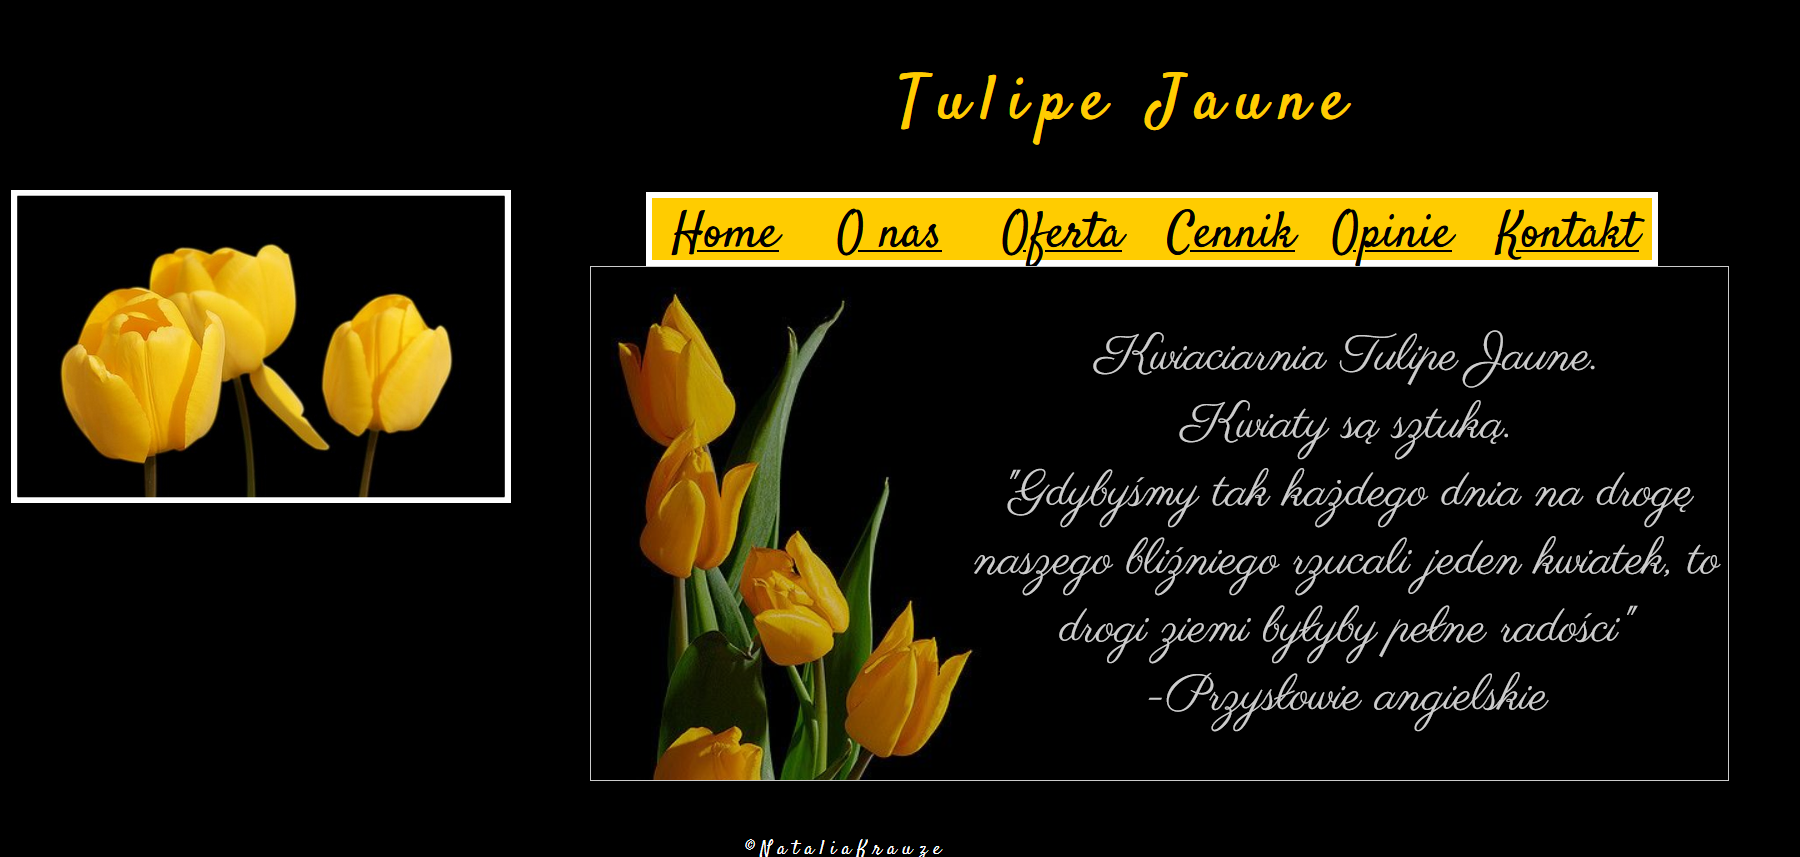 Tulipe Jaune
Home O nas Oferta Cennik Opinie Kontakt
Kwiaciarnia Tulipe Jaune.
Kwiaty są sztuką.
"Gdybyśmy tak każdego dnia na drogę
naszego bliźniego rzucali jeden kwiatek, to
drogi ziemi byłyby pełne radości"
-Przysłowie angielskie
©NataliaKrauze